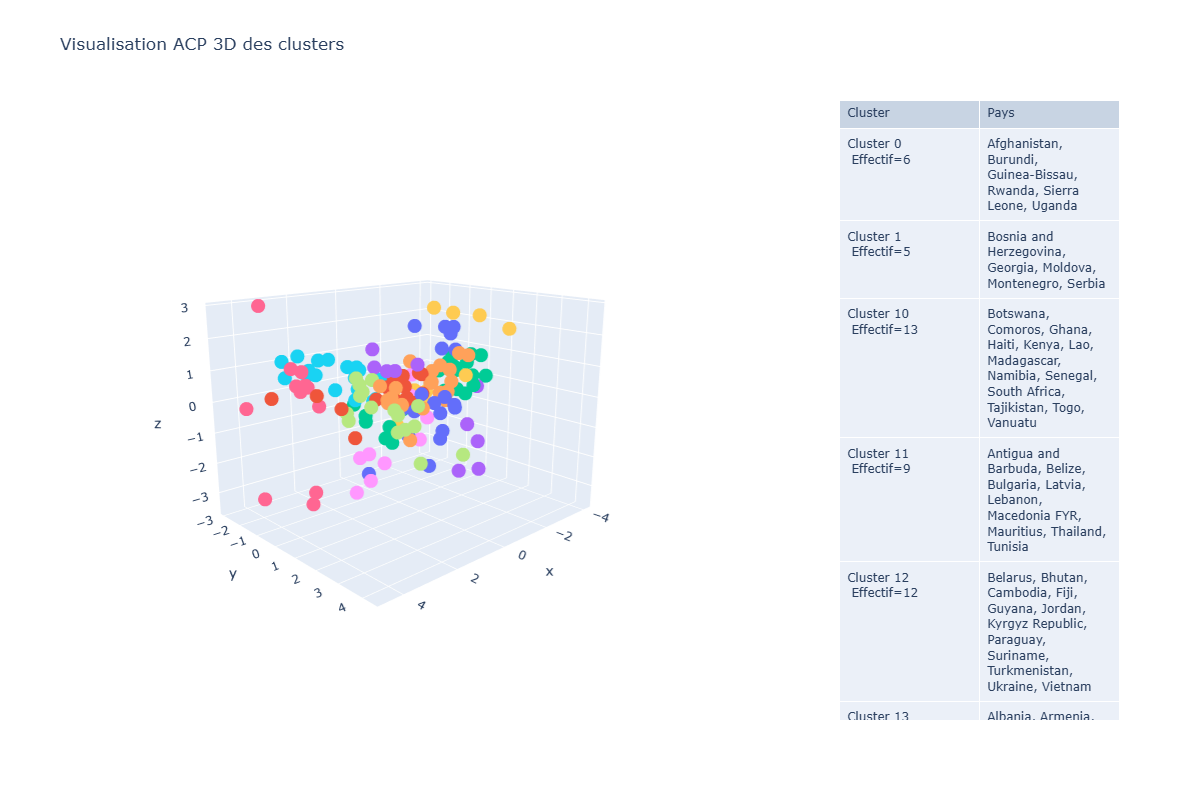 Visualisation ACP 3D des clusters
3
2
1
0
−1
−2
−3
z
−3
−2
−1
0
1
2
3
4
y
4
2
0
−2
−4
x
Cluster Pays
Cluster 0
Effectif=6
Afghanistan,
Burundi,
Guinea-Bissau,
Rwanda, Sierra
Leone, Uganda
Cluster 1
Effectif=5
Bosnia and
Herzegovina,
Georgia, Moldova,
Montenegro, Serbia
Cluster 10
Effectif=13
Botswana,
Comoros, Ghana,
Haiti, Kenya, Lao,
Madagascar,
Namibia, Senegal,
South Africa,
Tajikistan, Togo,
Vanuatu
Cluster 11
Effectif=9
Antigua and
Barbuda, Belize,
Bulgaria, Latvia,
Lebanon,
Macedonia FYR,
Mauritius, Thailand,
Tunisia
Cluster 12
Effectif=12
Belarus, Bhutan,
Cambodia, Fiji,
Guyana, Jordan,
Kyrgyz Republic,
Paraguay,
Suriname,
Turkmenistan,
Ukraine, Vietnam
Cluster 13
Albania, Armenia,